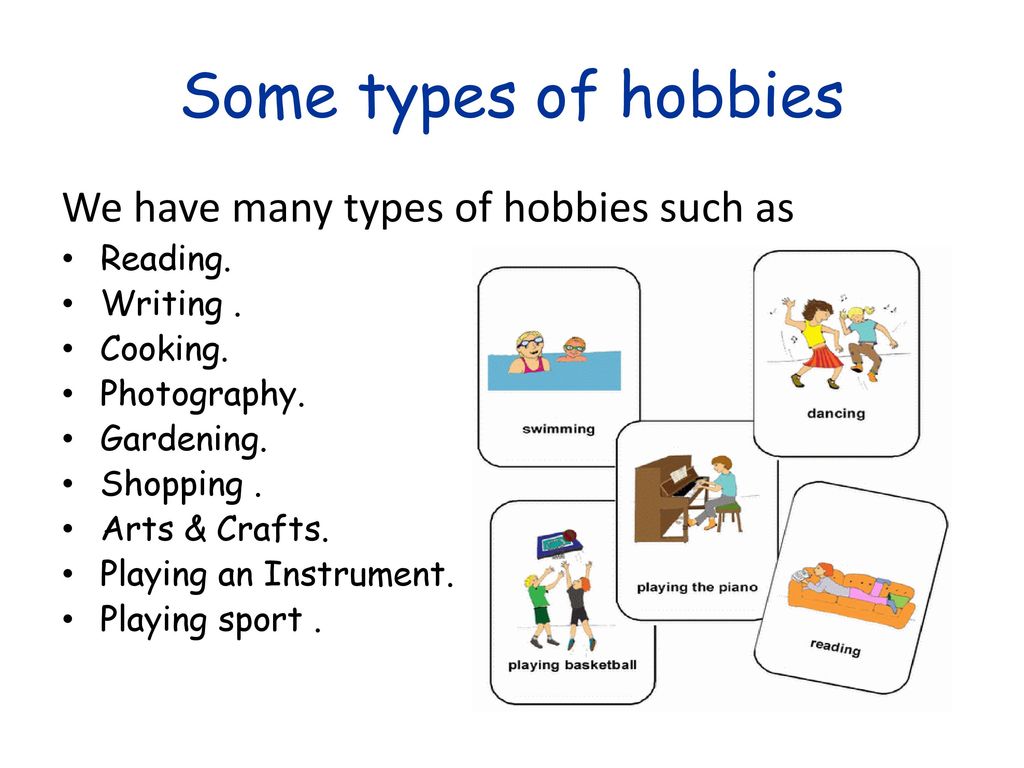 Some types of hobbies
We have many types of hobbies such as
• Reading.
• Writing .
• Cooking.
• Photography.
• Gardening.
• Shopping .
• Arts & Crafts.
• Playing an Instrument.
• Playing sport .
swimming
dancing
playing the piano
playing basketball
reading